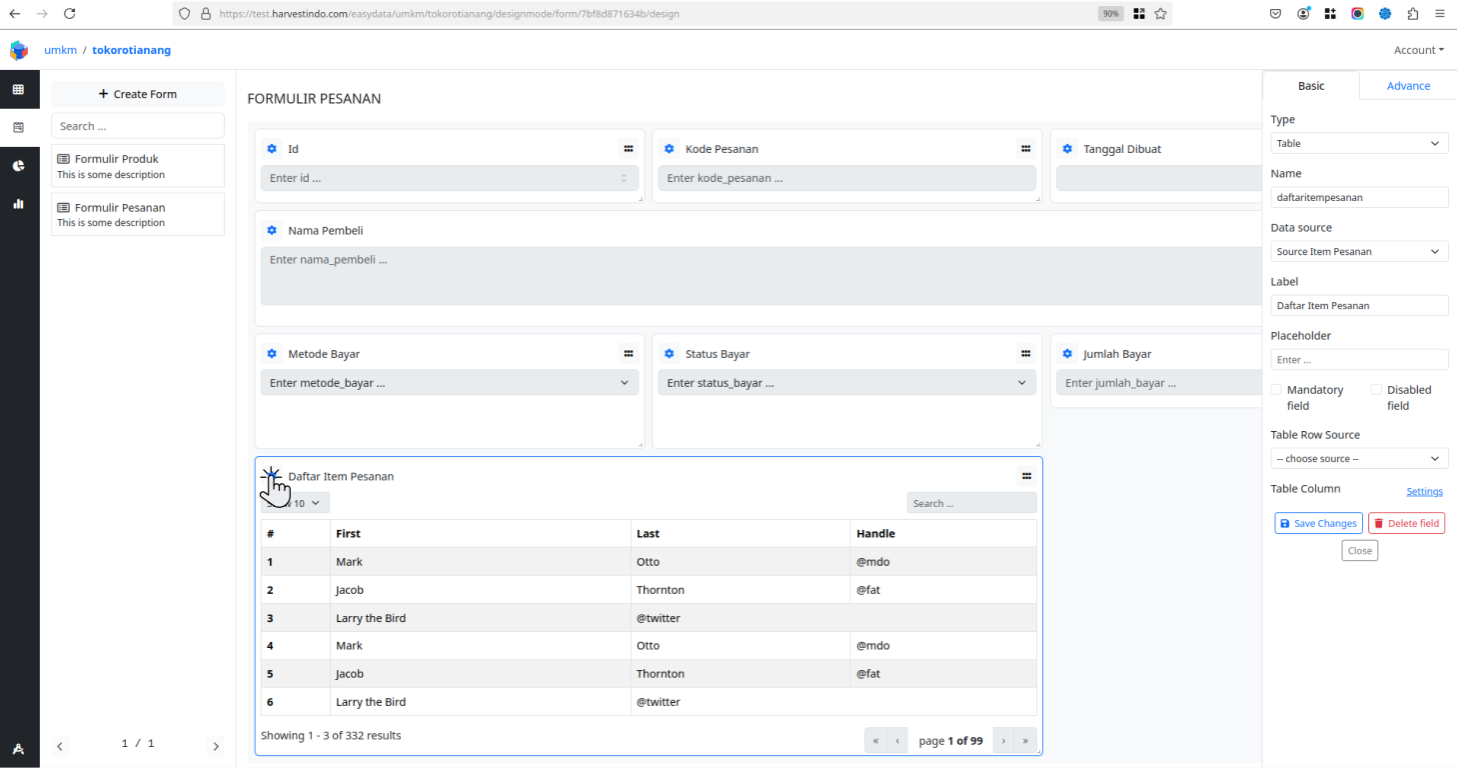 https://test.harvestindo.com/easydata/umkm/tokorotianang/designmode/form/7bf8d871634b/design
90%
umkm / tokorotianang
Account
+ Create Form
Search ...
Formulir Produk
This is some description
Formulir Pesanan
This is some description
1 / 1
FORMULIR PESANAN
Id
Kode Pesanan
Tanggal Dibuat
Enter id ...
Enter kode_pesanan ...
Nama Pembeli
Enter nama_pembeli ...
Metode Bayar
Status Bayar
Jumlah Bayar
Enter metode_bayar ...
Enter status_bayar ...
Enter jumlah_bayar ...
Daftar Item Pesanan
10
Search ...
# First Last Handle
1 Mark Otto @mdo
2 Jacob Thornton @fat
3 Larry the Bird @twitter
4 Mark Otto @mdo
5 Jacob Thornton @fat
6 Larry the Bird @twitter
Showing 1 - 3 of 332 results
« ‹ page 1 of 99 › »
Basic
Advance
Type
Table
Name
daftaritempesanan
Data source
Source Item Pesanan
Label
Daftar Item Pesanan
Placeholder
Enter ...
Mandatory field
Disabled field
Table Row Source
-- choose source --
Table Column
Settings
Save Changes
Delete field
Close